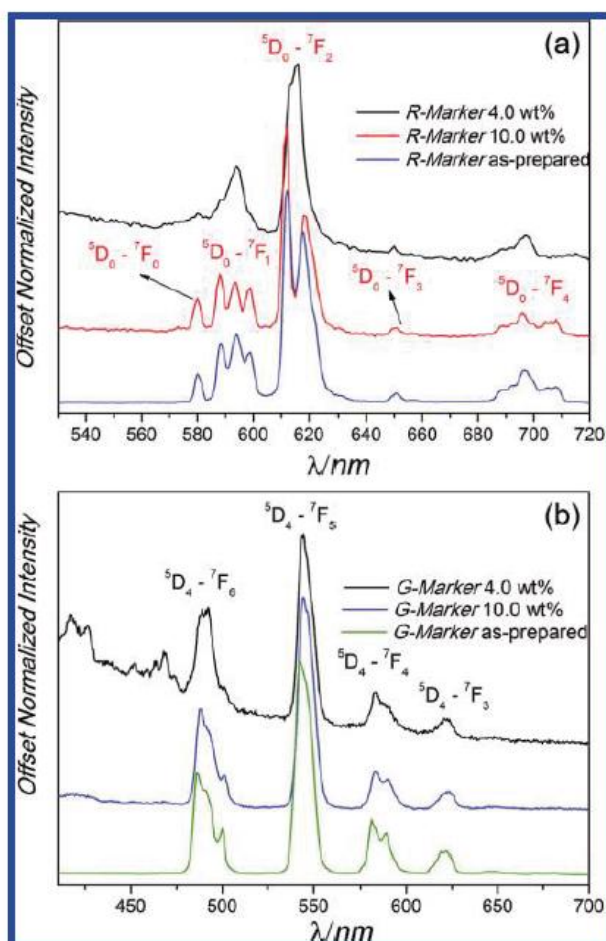 (a)
⁵D₀ - ⁷F₂
R-Marker 4.0 wt%
R-Marker 10.0 wt%
R-Marker as-prepared
⁵D₀ - ⁷F₀
⁵D₀ - ⁷F₁
⁵D₀ - ⁷F₃
⁵D₀ - ⁷F₄
Offset Normalized Intensity
540 560 580 600 620 640 660 680 700 720
λ/nm
(b)
⁵D₄ - ⁷F₅
⁵D₄ - ⁷F₆
G-Marker 4.0 wt%
G-Marker 10.0 wt%
G-Marker as-prepared
⁵D₄ - ⁷F₄
⁵D₄ - ⁷F₃
Offset Normalized Intensity
450 500 550 600 650 700
λ/nm